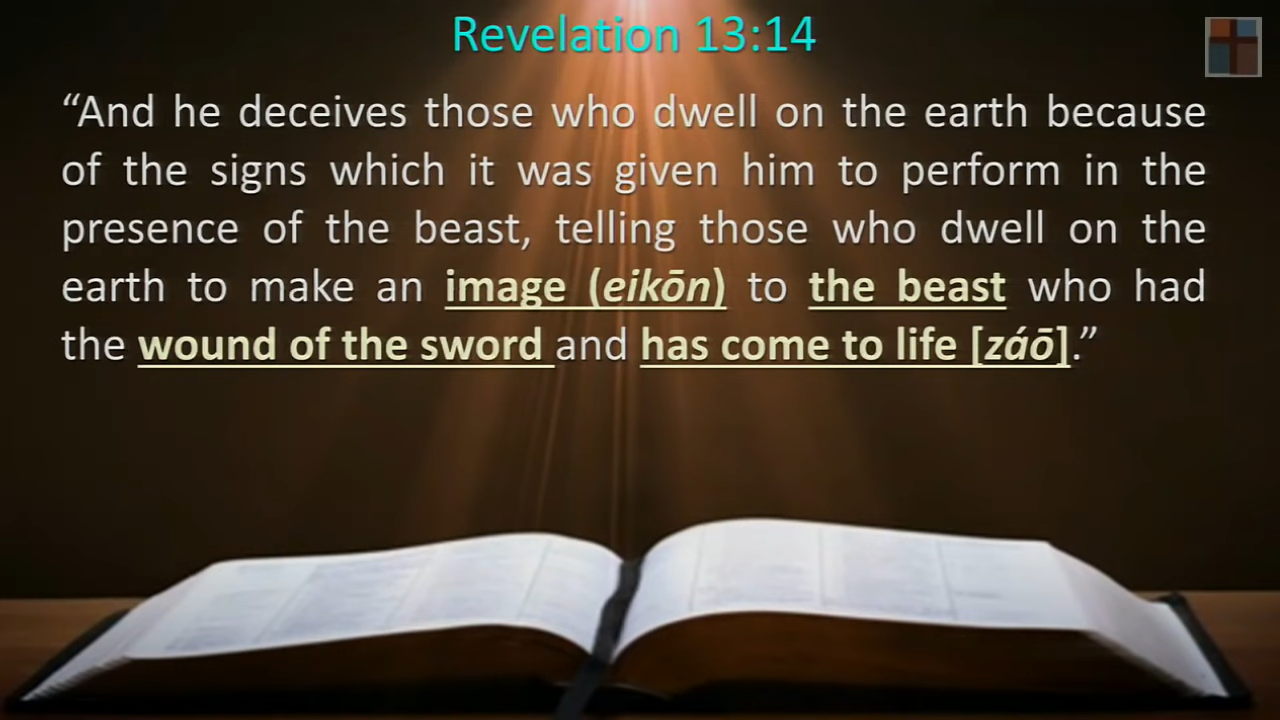 Revelation 13:14
“And he deceives those who dwell on the earth because
of the signs which it was given him to perform in the
presence of the beast, telling those who dwell on the
earth to make an image (eikōn) to the beast who had
the wound of the sword and has come to life [záō].”